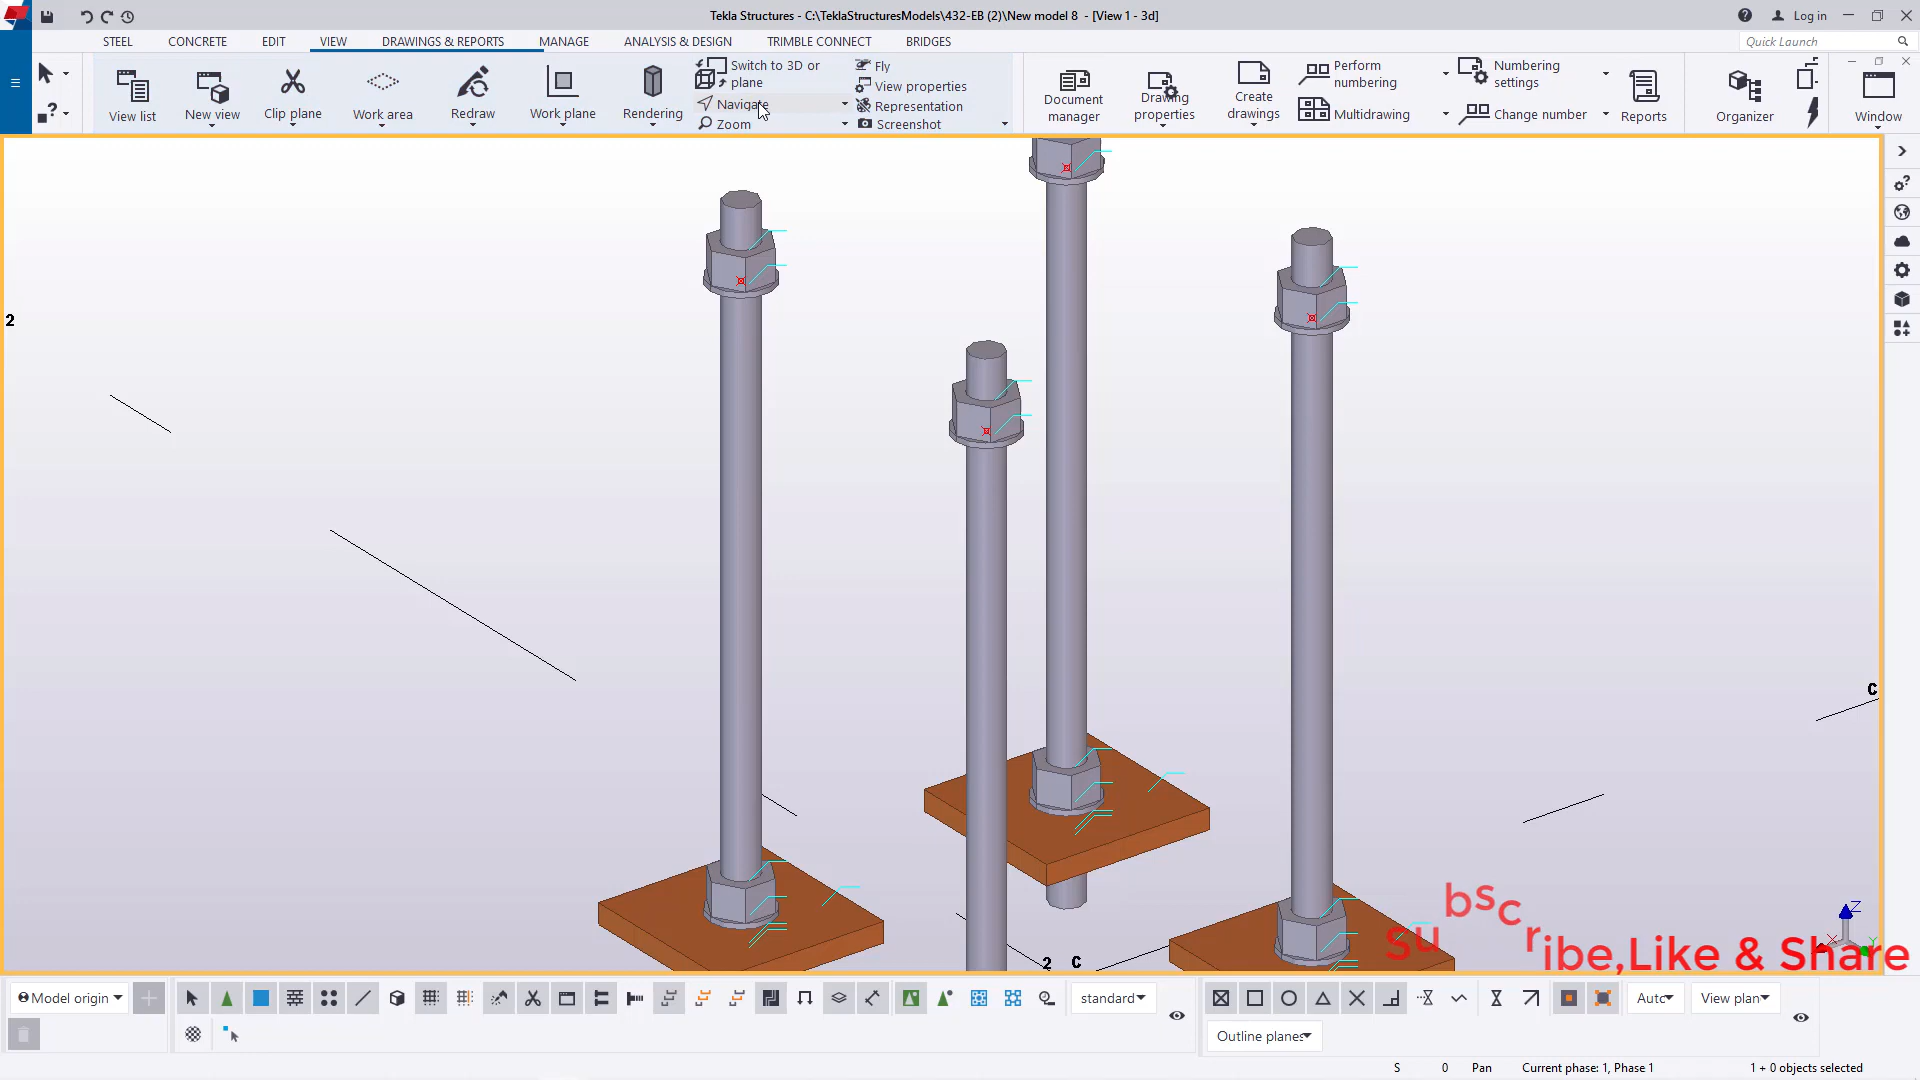 Tekla Structures - C:\TeklaStructuresModels\432-EB (2)\New model 8 - [View 1 - 3d]
Log in
STEEL CONCRETE EDIT VIEW DRAWINGS & REPORTS MANAGE ANALYSIS & DESIGN TRIMBLE CONNECT BRIDGES
Quick Launch
View list
New view
Clip plane
Work area
Redraw
Work plane
Rendering
Switch to 3D or
plane
Navigate
Zoom
Fly
View properties
Representation
Screenshot
Document
manager
Drawing
properties
Create
drawings
Perform
numbering
Multidrawing
Numbering
settings
Change number
Reports
Organizer
Window
2
C
2 C
Z
X
Y
subscribe,Like & Share
Model origin
standard
Auto
View plan
Outline planes
S 0 Pan Current phase: 1, Phase 1 1 + 0 objects selected